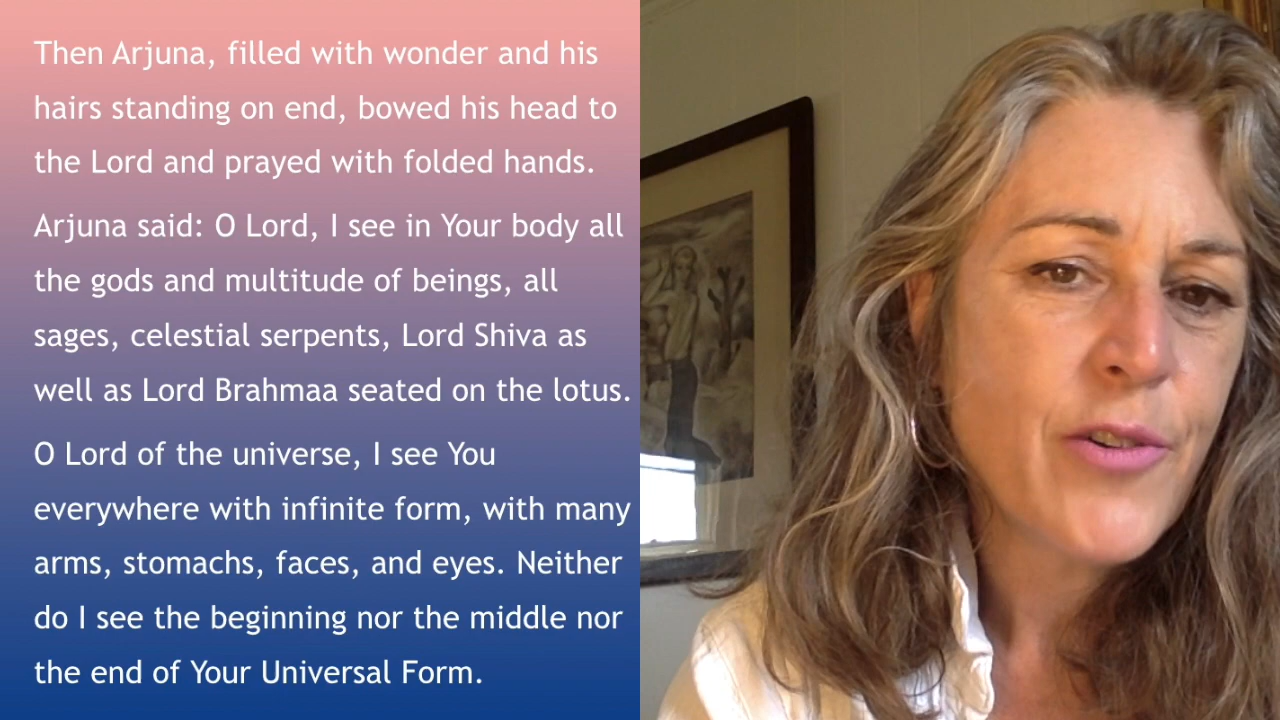 Then Arjuna, filled with wonder and his
hairs standing on end, bowed his head to
the Lord and prayed with folded hands.
Arjuna said: O Lord, I see in Your body all
the gods and multitude of beings, all
sages, celestial serpents, Lord Shiva as
well as Lord Brahmaa seated on the lotus.
O Lord of the universe, I see You
everywhere with infinite form, with many
arms, stomachs, faces, and eyes. Neither
do I see the beginning nor the middle nor
the end of Your Universal Form.